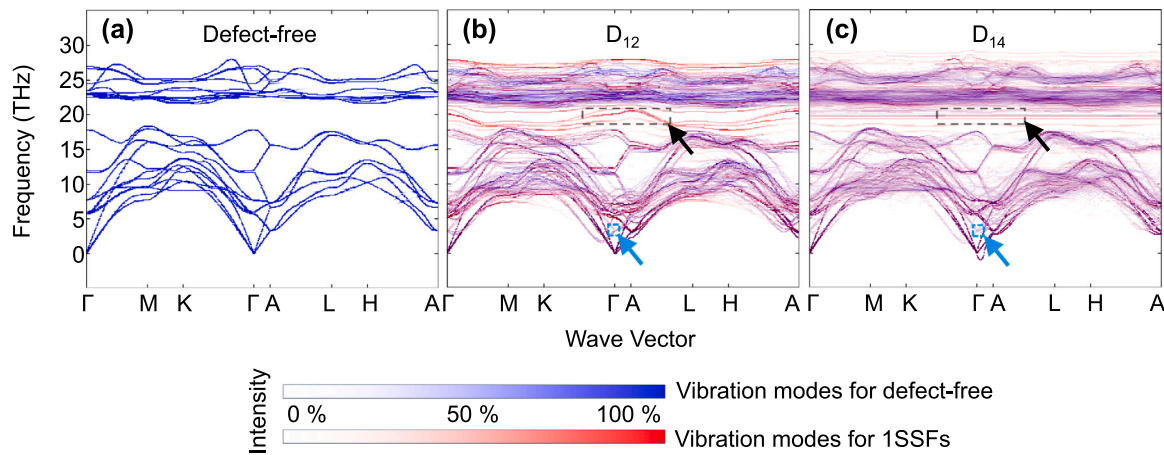 (a) Defect-free
(b) D₁₂
(c) D₁₄
Frequency (THz)
30
25
20
15
10
5
0
Γ M K Γ A L H A
Γ M K Γ A L H A
Γ M K Γ A L H A
Wave Vector
Intensity
Vibration modes for defect-free
0 % 50 % 100 %
Vibration modes for 1SSFs